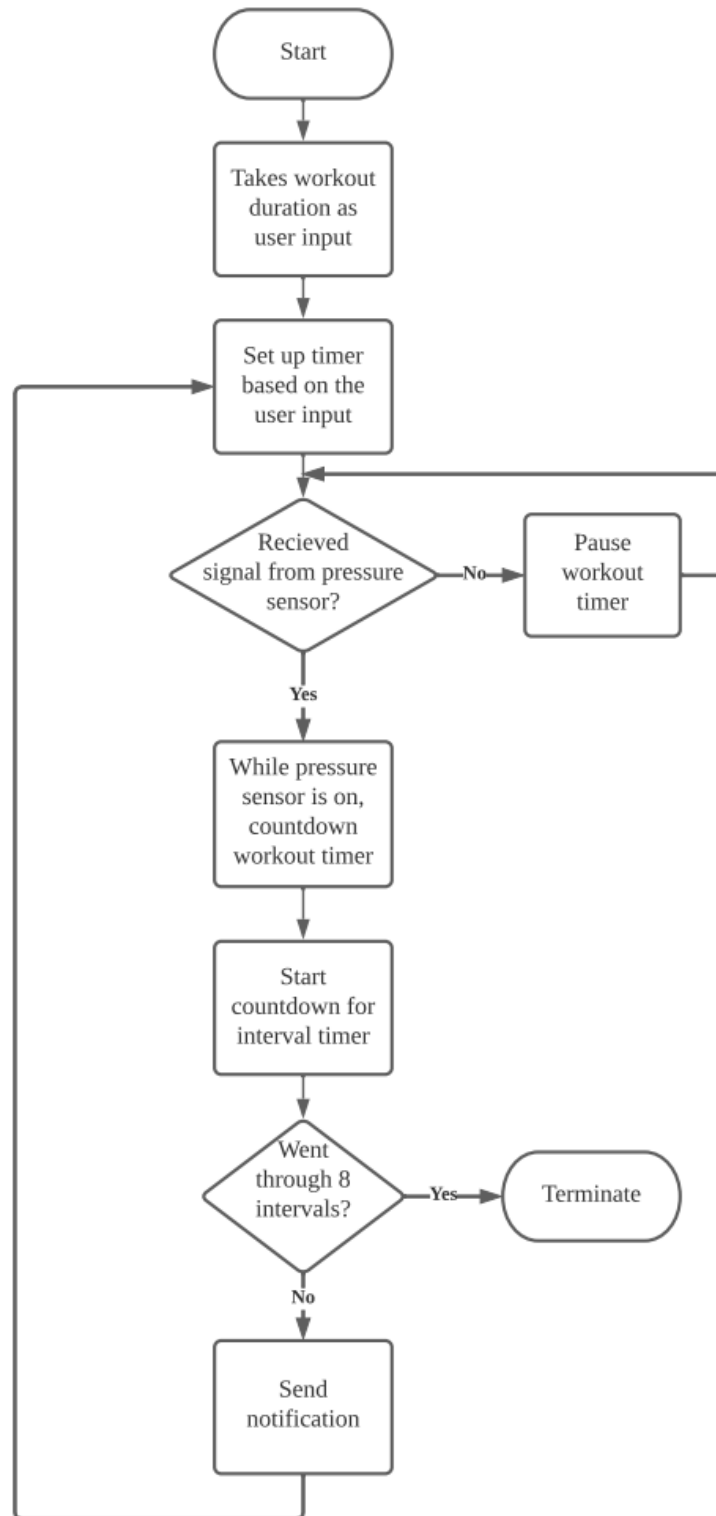 Start
Takes workout
duration as
user input
Set up timer
based on the
user input
Recieved
signal from pressure
sensor?
No
Pause
workout
timer
Yes
While pressure
sensor is on,
countdown
workout timer
Start
countdown for
interval timer
Went
through 8
intervals?
Yes
Terminate
No
Send
notification